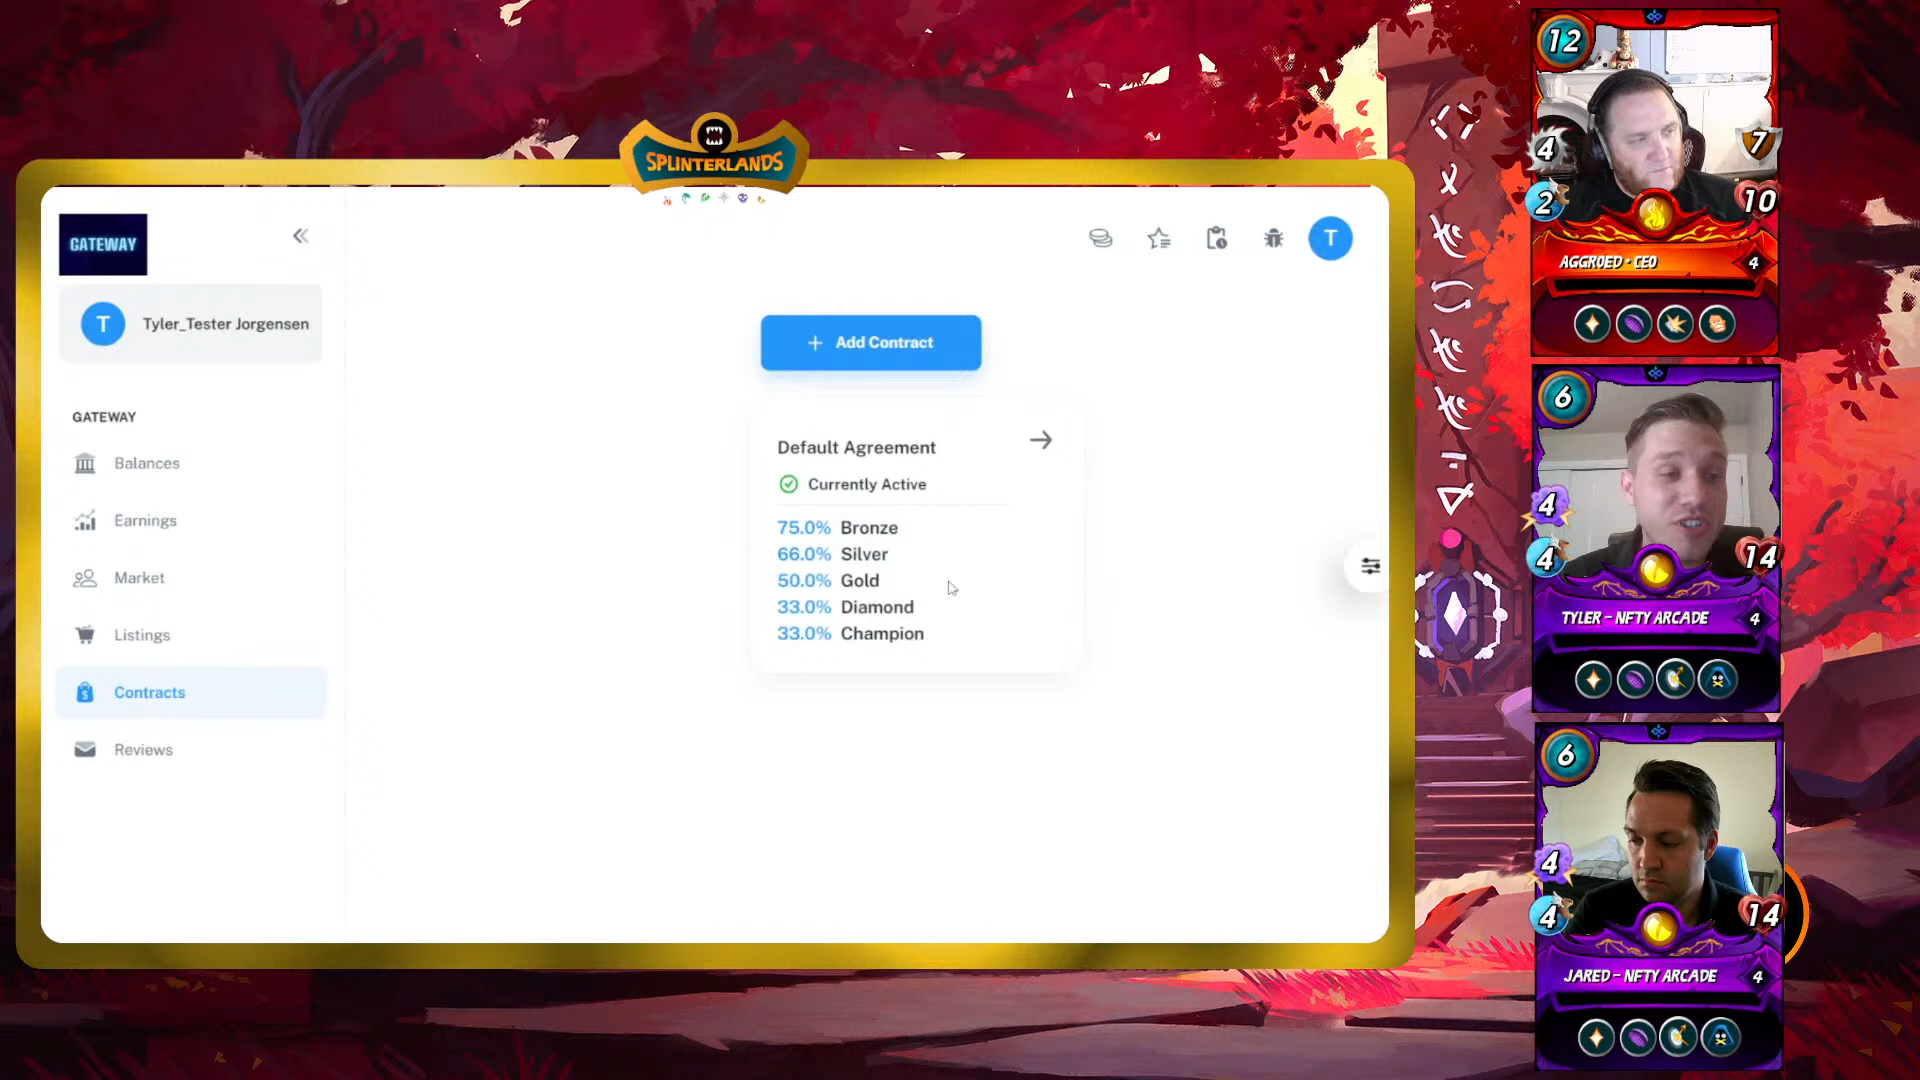 SPLINTERLANDS
GATEWAY
T
T
Tyler_Tester Jorgensen
GATEWAY
Balances
Earnings
Market
Listings
Contracts
Reviews
+ Add Contract
Default Agreement
Currently Active
75.0% Bronze
66.0% Silver
50.0% Gold
33.0% Diamond
33.0% Champion
12
4
7
2
10
AGGROED • CEO
4
6
4
4
14
TYLER - NFTY ARCADE
4
6
4
4
14
JARED - NFTY ARCADE
4